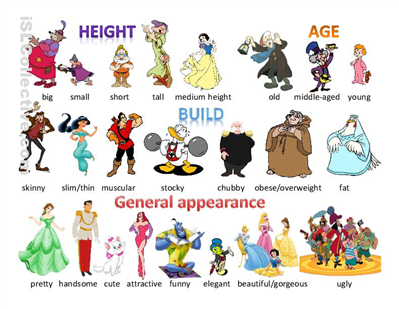 HEIGHT
AGE
big small short tall medium height old middle-aged young
BUILD
skinny slim/thin muscular stocky chubby obese/overweight fat
General appearance
pretty handsome cute attractive funny elegant beautiful/gorgeous ugly
iSLCollective.com